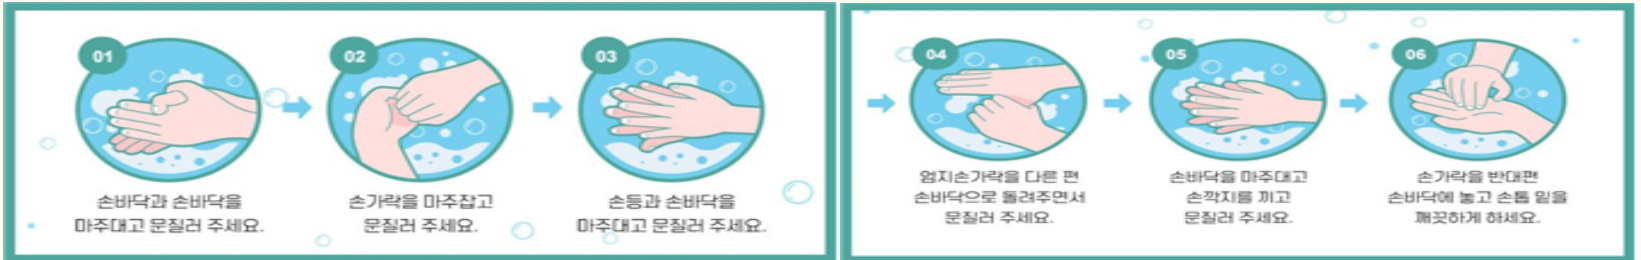 01
손바닥과 손바닥을
마주대고 문질러 주세요.
02
손가락을 마주잡고
문질러 주세요.
03
손등과 손바닥을
마주대고 문질러 주세요.
04
엄지손가락을 다른 편
손바닥으로 돌려주면서
문질러 주세요.
05
손바닥을 마주대고
손깍지를 끼고
문질러 주세요.
06
손가락을 반대편
손바닥에 놓고 손톱 밑을
깨끗하게 하세요.